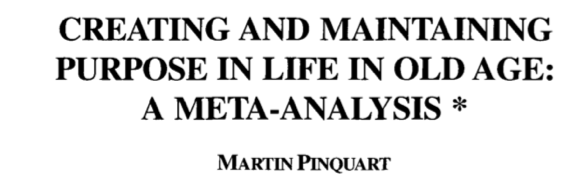 CREATING AND MAINTAINING
PURPOSE IN LIFE IN OLD AGE:
A META-ANALYSIS *
MARTIN PINQUART